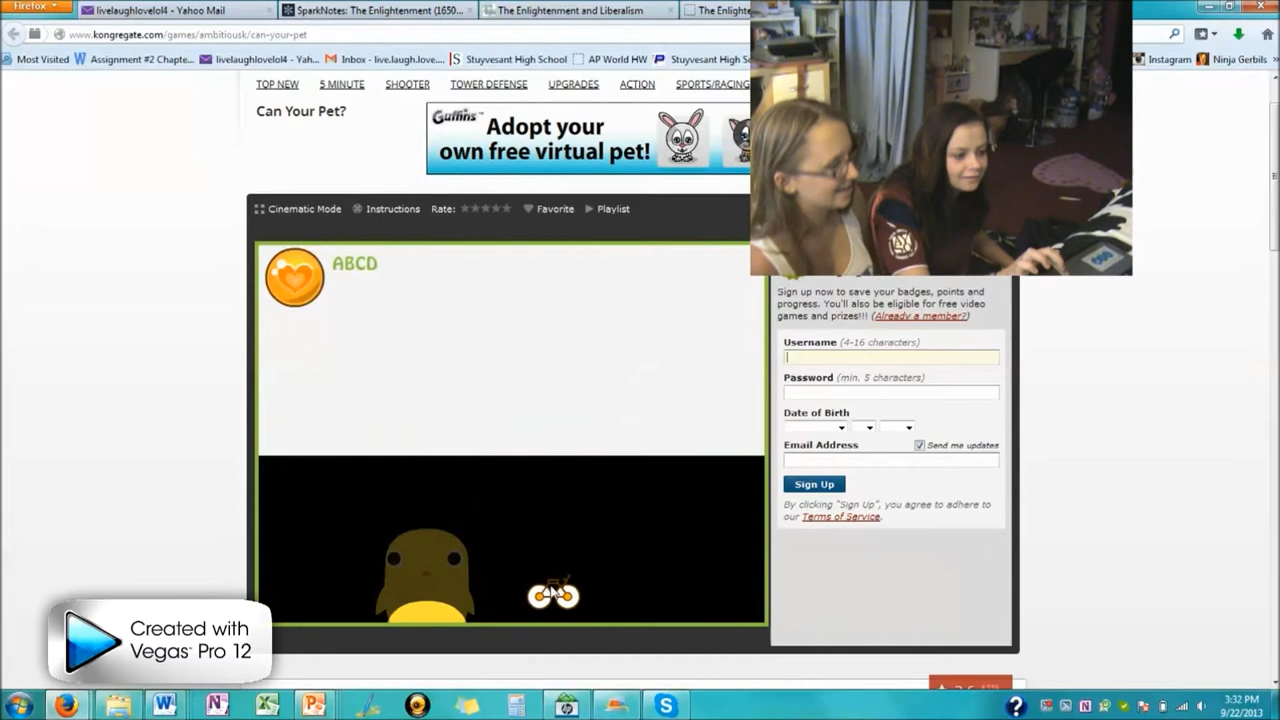 Firefox
livelaughlovelol4 - Yahoo Mail
SparkNotes: The Enlightenment (1650...
The Enlightenment and Liberalism
The Enlighte
www.kongregate.com/games/ambitiousk/can-your-pet
Most Visited
Assignment #2 Chapte...
livelaughlovelol4 - Yah...
Inbox - live.laugh.love....
Stuyvesant High School
AP World HW
Stuyvesant High S
Instagram
Ninja Gerbils
TOP NEW
5 MINUTE
SHOOTER
TOWER DEFENSE
UPGRADES
ACTION
SPORTS/RACING
Can Your Pet?
Guffins™
Adopt your
own free virtual pet!
Cinematic Mode
Instructions
Rate:
Favorite
Playlist
ABCD
Sign up now to save your badges, points and
progress. You'll also be eligible for free video
games and prizes!!! (Already a member?)
Username (4-16 characters)
Password (min. 5 characters)
Date of Birth
Email Address
Send me updates
Sign Up
By clicking "Sign Up", you agree to adhere to
our Terms of Service.
Created with
Vegas™ Pro 12
3:32 PM
9/22/2013